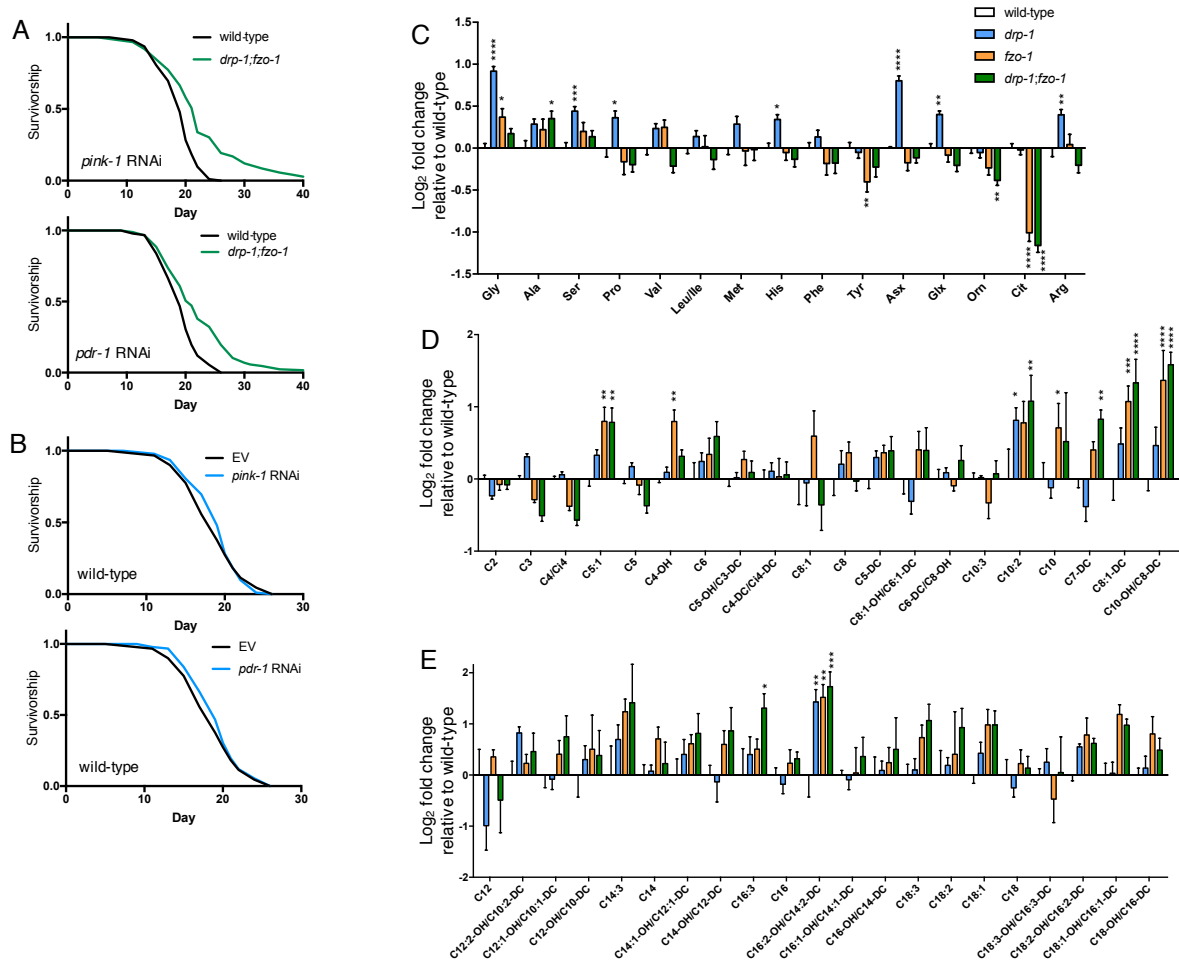 A
wild-type
drp-1;fzo-1
1.0
0.5
0.0
Survivorship
pink-1 RNAi
0 10 20 30 40
Day
wild-type
drp-1;fzo-1
1.0
0.5
0.0
Survivorship
pdr-1 RNAi
0 10 20 30 40
Day
B
EV
pink-1 RNAi
1.0
0.5
0.0
Survivorship
wild-type
0 10 20 30
Day
EV
pdr-1 RNAi
1.0
0.5
0.0
Survivorship
wild-type
0 10 20 30
Day
C
wild-type
drp-1
fzo-1
drp-1;fzo-1
Log2 fold change
relative to wild-type
1.5
1.0
0.5
0.0
-0.5
-1.0
-1.5
**** * * *** * * **** ** **
** ** **** ****
Gly Ala Ser Pro Val Leu/Ile Met His Phe Tyr Asx Glx Orn Cit Arg
D
Log2 fold change
relative to wild-type
2
1
0
-1
** ** ** * ** * ** *** **** **** ****
C2 C3 C4/Ci4 C5:1 C5 C4-OH C6 C5-OH/C3-DC C4-DC/Ci4-DC C8:1 C8 C5-DC C8:1-OH/C6:1-DC C6-DC/C8-OH C10:3 C10:2 C10 C7-DC C8:1-DC C10-OH/C8-DC
E
Log2 fold change
relative to wild-type
2
1
0
-1
-2
* ** ** ***
C12 C12:2-OH/C10:2-DC C12:1-OH/C10:1-DC C12-OH/C10-DC C14:3 C14 C14:1-OH/C12:1-DC C14-OH/C12-DC C16:3 C16 C16:2-OH/C14:2-DC C16:1-OH/C14:1-DC C16-OH/C14-DC C18:3 C18:2 C18:1 C18 C18:3-OH/C16:3-DC C18:2-OH/C16:2-DC C18:1-OH/C16:1-DC C18-OH/C16-DC